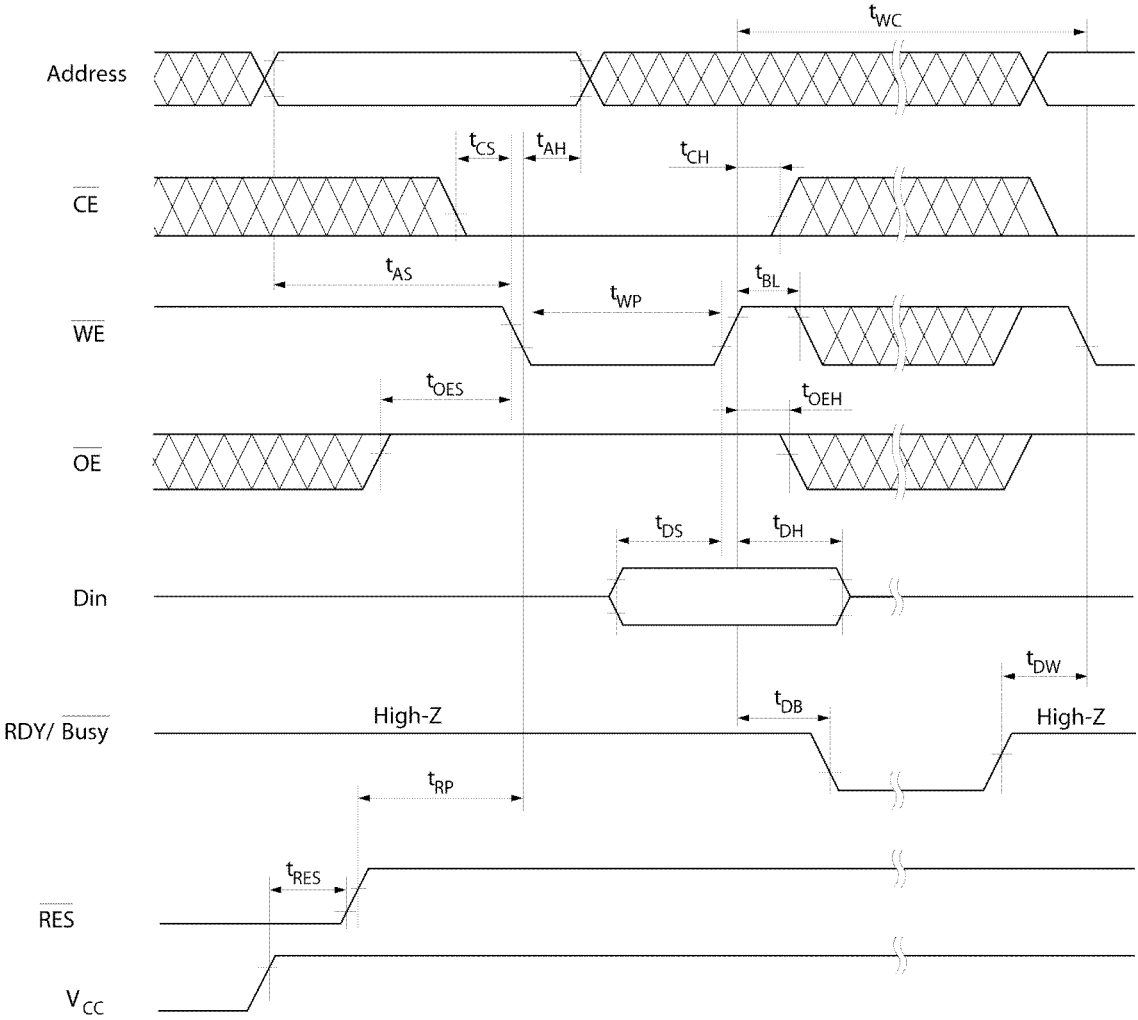 tWC
Address
tCS
tAH
tCH
CE
tAS
tBL
tWP
WE
tOES
tOEH
OE
tDS
tDH
Din
tDW
tDB
High-Z
High-Z
RDY/ Busy
tRP
tRES
RES
VCC